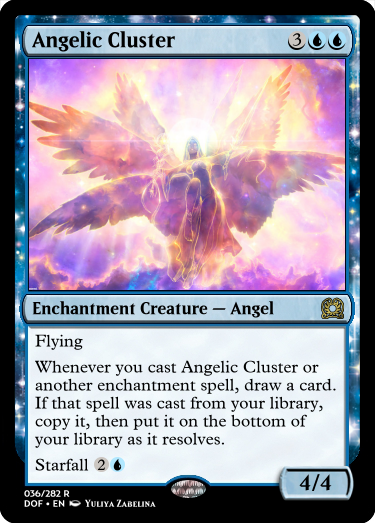 Angelic Cluster 3
Enchantment Creature — Angel
Flying
Whenever you cast Angelic Cluster or
another enchantment spell, draw a card.
If that spell was cast from your library,
copy it, then put it on the bottom of
your library as it resolves.
Starfall 2
4/4
036/282 R
DOF • EN Yuliya Zabelina